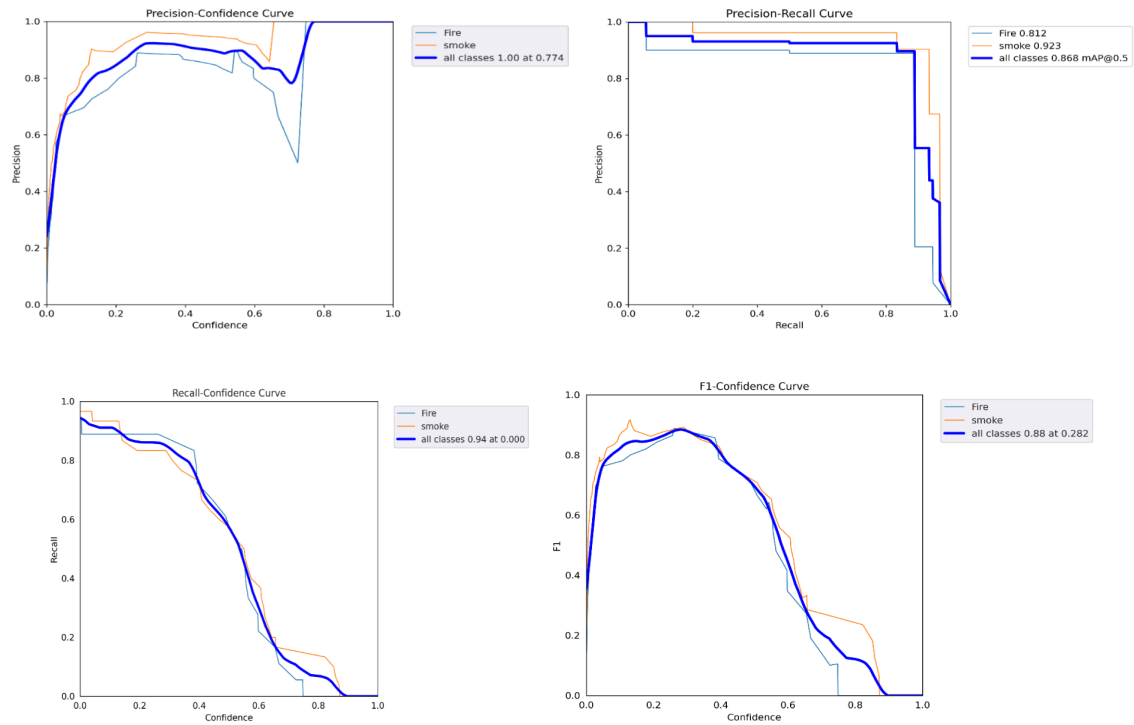 Precision-Confidence Curve
Fire
smoke
all classes 1.00 at 0.774
1.0
0.8
0.6
0.4
0.2
0.0
Precision
0.0 0.2 0.4 0.6 0.8 1.0
Confidence
Precision-Recall Curve
Fire 0.812
smoke 0.923
all classes 0.868 mAP@0.5
1.0
0.8
0.6
0.4
0.2
0.0
Precision
0.0 0.2 0.4 0.6 0.8 1.0
Recall
Recall-Confidence Curve
Fire
smoke
all classes 0.94 at 0.000
1.0
0.8
0.6
0.4
0.2
0.0
Recall
0.0 0.2 0.4 0.6 0.8 1.0
Confidence
F1-Confidence Curve
Fire
smoke
all classes 0.88 at 0.282
1.0
0.8
0.6
0.4
0.2
0.0
F1
0.0 0.2 0.4 0.6 0.8 1.0
Confidence